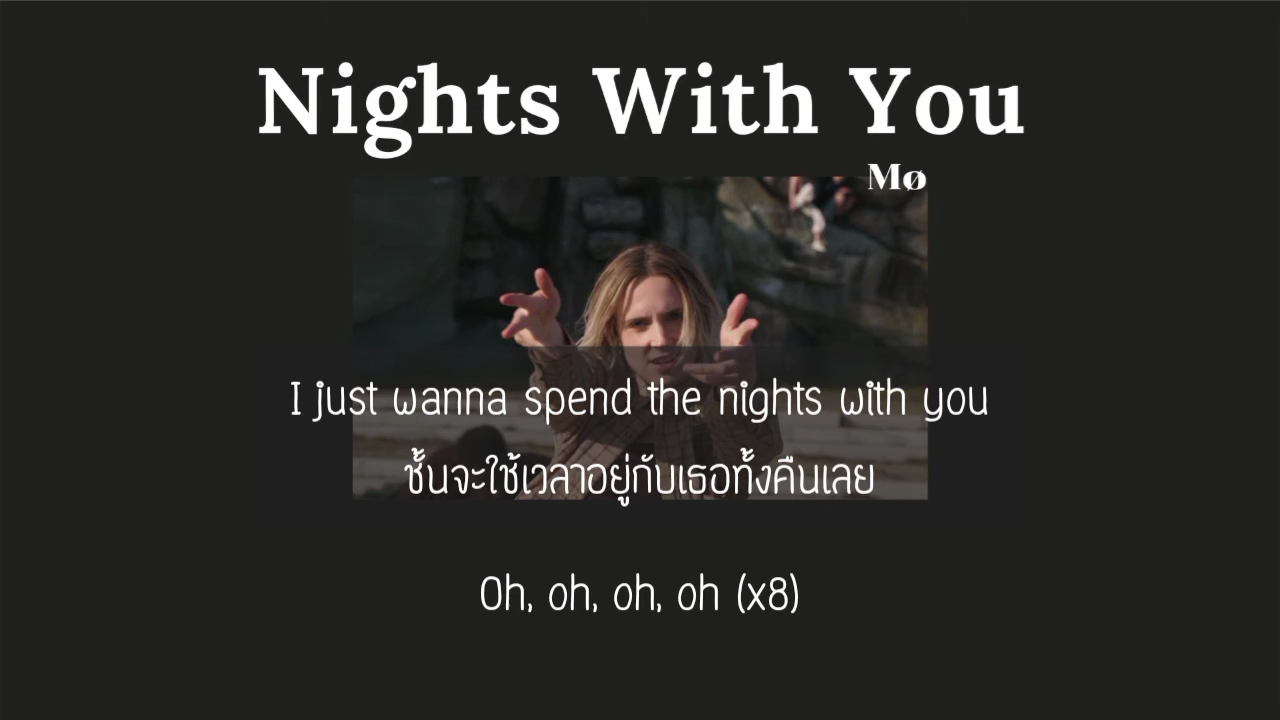 Nights With You
Mø
I just wanna spend the nights with you
ชั้นจะใช้เวลาอยู่กับเธอทั้งคืนเลย
Oh, oh, oh, oh (x8)